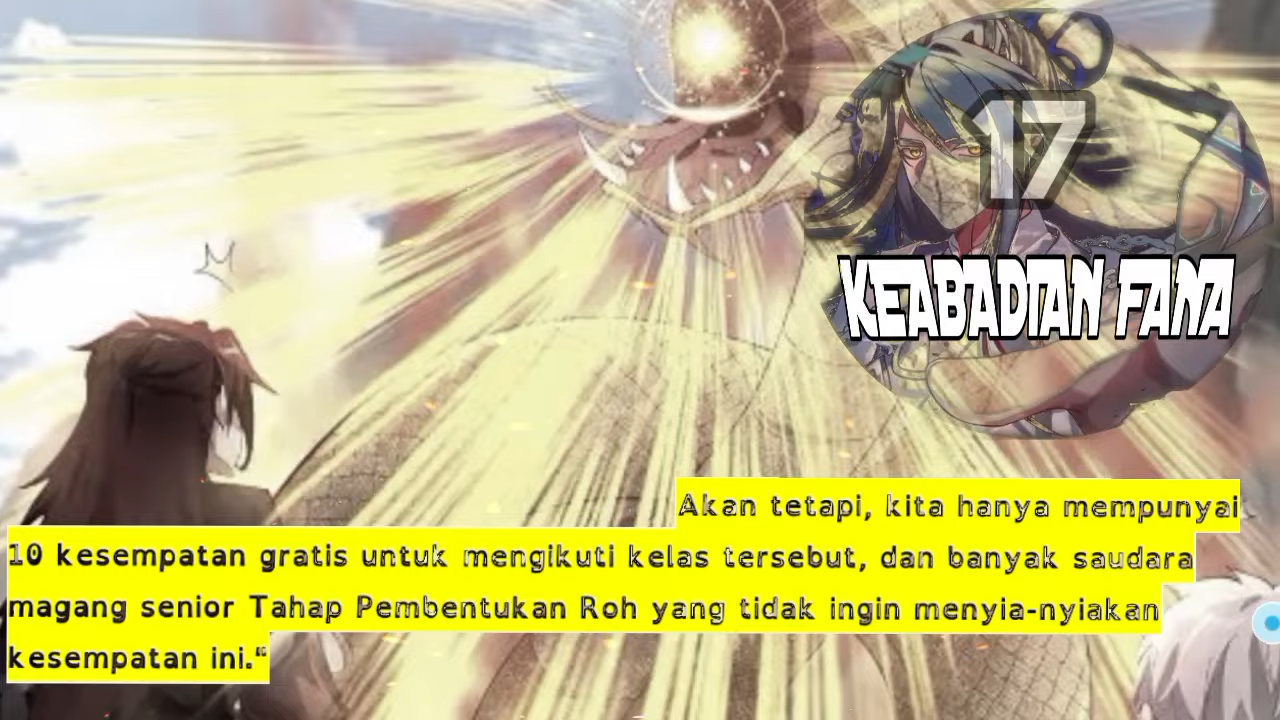 17
KEABADIAN FANA
Akan tetapi, kita hanya mempunyai
10 kesempatan gratis untuk mengikuti kelas tersebut, dan banyak saudara
magang senior Tahap Pembentukan Roh yang tidak ingin menyia-nyiakan
kesempatan ini.“